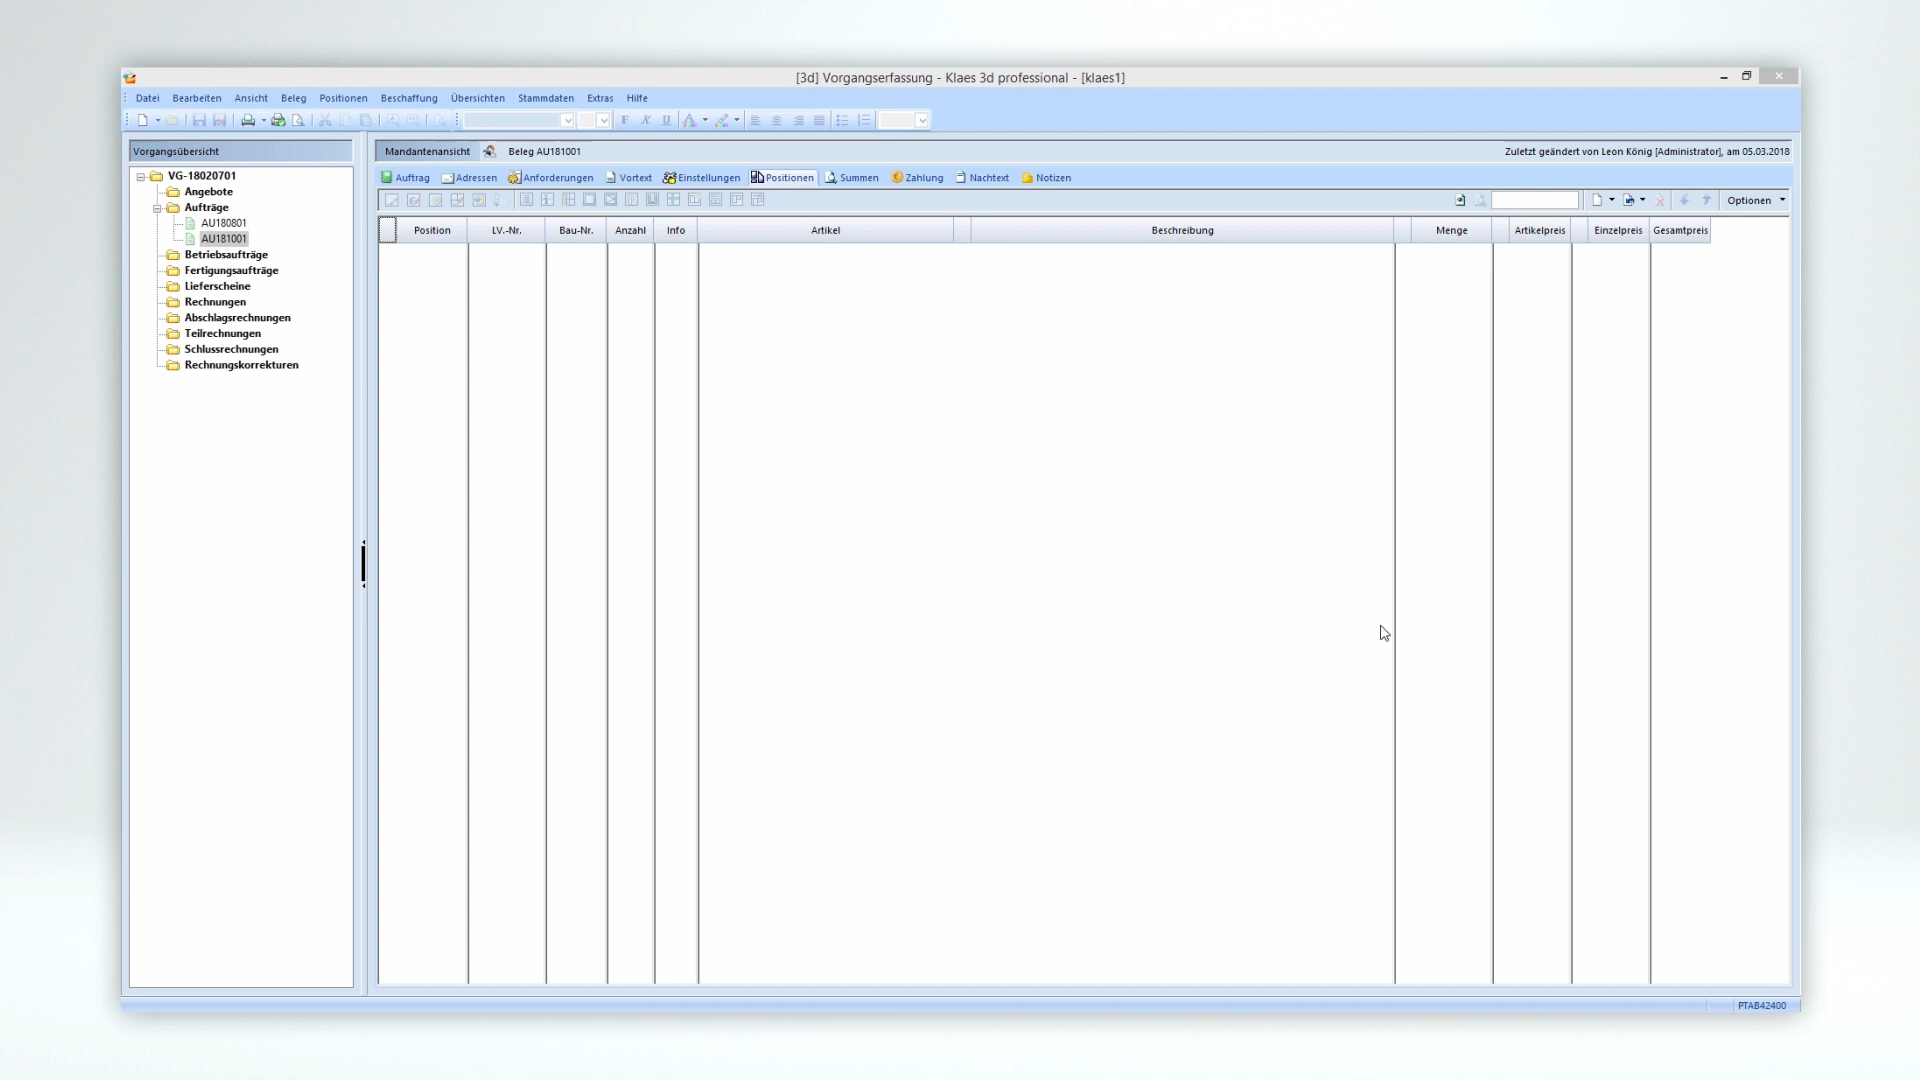 [3d] Vorgangserfassung - Klaes 3d professional - [klaes1]
Datei Bearbeiten Ansicht Beleg Positionen Beschaffung Übersichten Stammdaten Extras Hilfe
F K U
Vorgangsübersicht
Mandantenansicht Beleg AU181001 Zuletzt geändert von Leon König [Administrator], am 05.03.2018
VG-18020701
Angebote
Aufträge
AU180801
AU181001
Betriebsaufträge
Fertigungsaufträge
Lieferscheine
Rechnungen
Abschlagsrechnungen
Teilrechnungen
Schlussrechnungen
Rechnungskorrekturen
Auftrag Adressen Anforderungen Vortext Einstellungen Positionen Summen Zahlung Nachtext Notizen
Optionen
Position LV.-Nr. Bau-Nr. Anzahl Info Artikel Beschreibung Menge Artikelpreis Einzelpreis Gesamtpreis
PTAB42400